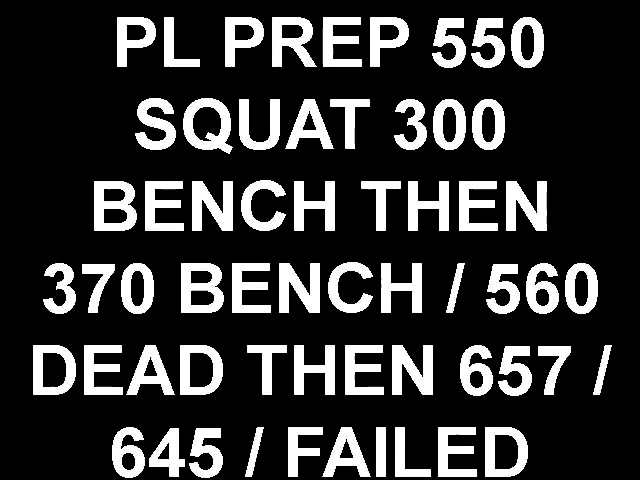 PL PREP 550
SQUAT 300
BENCH THEN
370 BENCH / 560
DEAD THEN 657 /
645 / FAILED